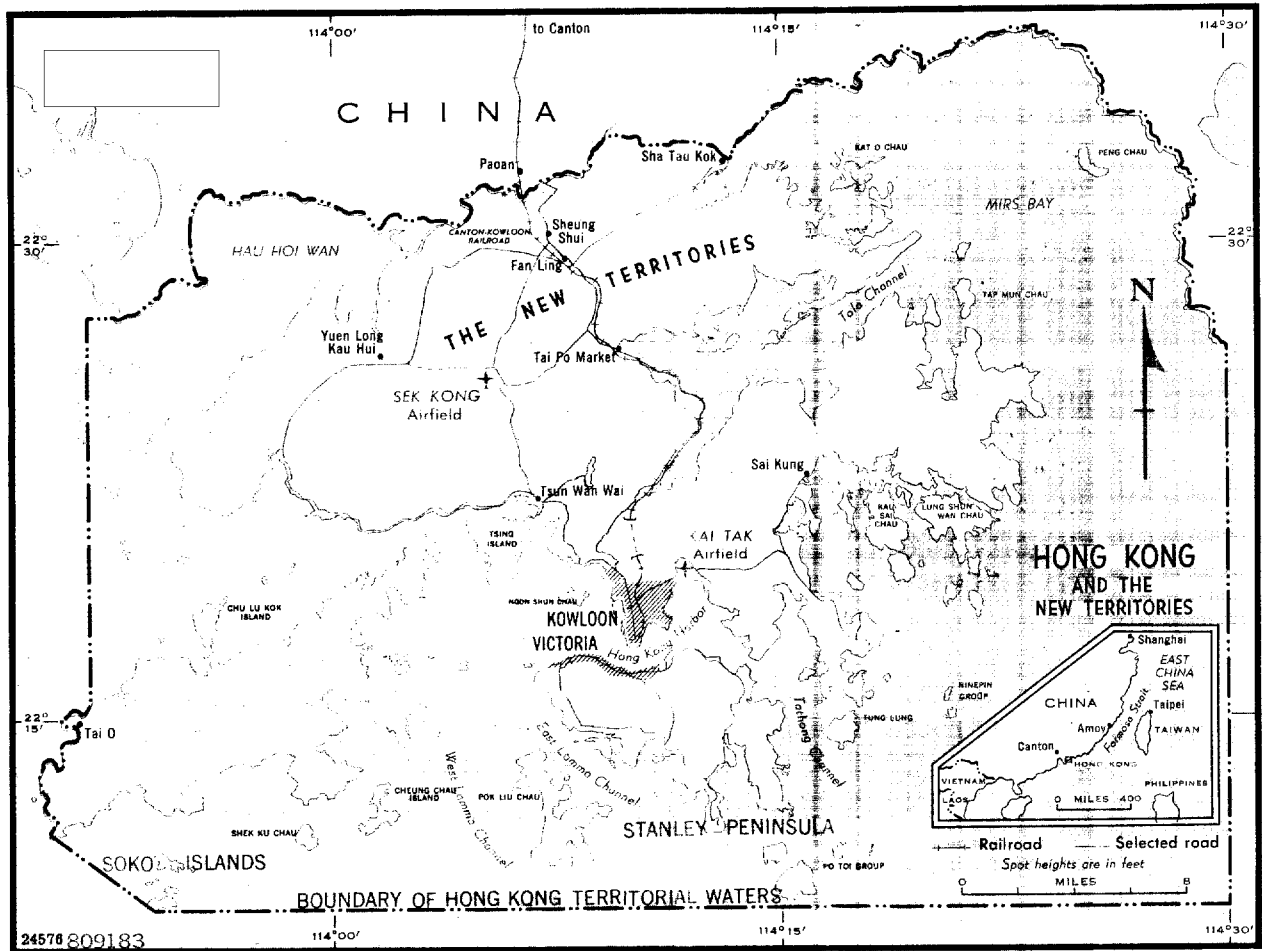 114°00'
to Canton
114°15'
114°30'
CHINA
Paoan
Sha Tau Kok
KAT O CHAU
PENG CHAU
MIRS BAY
22°
30'
HAU HOI WAN
CANTON-KOWLOON
RAILROAD
Sheung
Shui
Fan Ling
22°
30'
THE NEW TERRITORIES
Tolo Channel
TAP MUN CHAU
N
Yuen Long
Kau Hui
Tai Po Market
SEK KONG
Airfield
Sai Kung
Tsun Wan Wai
KAU
SAI
CHAU
LUNG SHUN
WAN CHAU
TSING
ISLAND
KAI TAK
Airfield
HONG KONG
AND THE
NEW TERRITORIES
CHU LU KOK
ISLAND
NGON SHUN CHAU
KOWLOON
VICTORIA
Hong Kong Harbor
Shanghai
EAST
CHINA
SEA
CHINA
Taipei
Amoy
Formosa Strait
TAIWAN
Canton
HONG KONG
VIETNAM
LAOS
PHILIPPINES
0 MILES 400
NINEPIN
GROUP
TUNG LUNG
Tathong Channel
22°
15'
Tai O
East Lamma Channel
West Lamma Channel
CHEUNG CHAU
ISLAND
POK LIU CHAU
SHEK KU CHAU
STANLEY PENINSULA
SOKO ISLANDS
PO TOI GROUP
Railroad
Selected road
Spot heights are in feet
0 MILES 8
BOUNDARY OF HONG KONG TERRITORIAL WATERS
24576 809183
114°00'
114°15'
114°30'